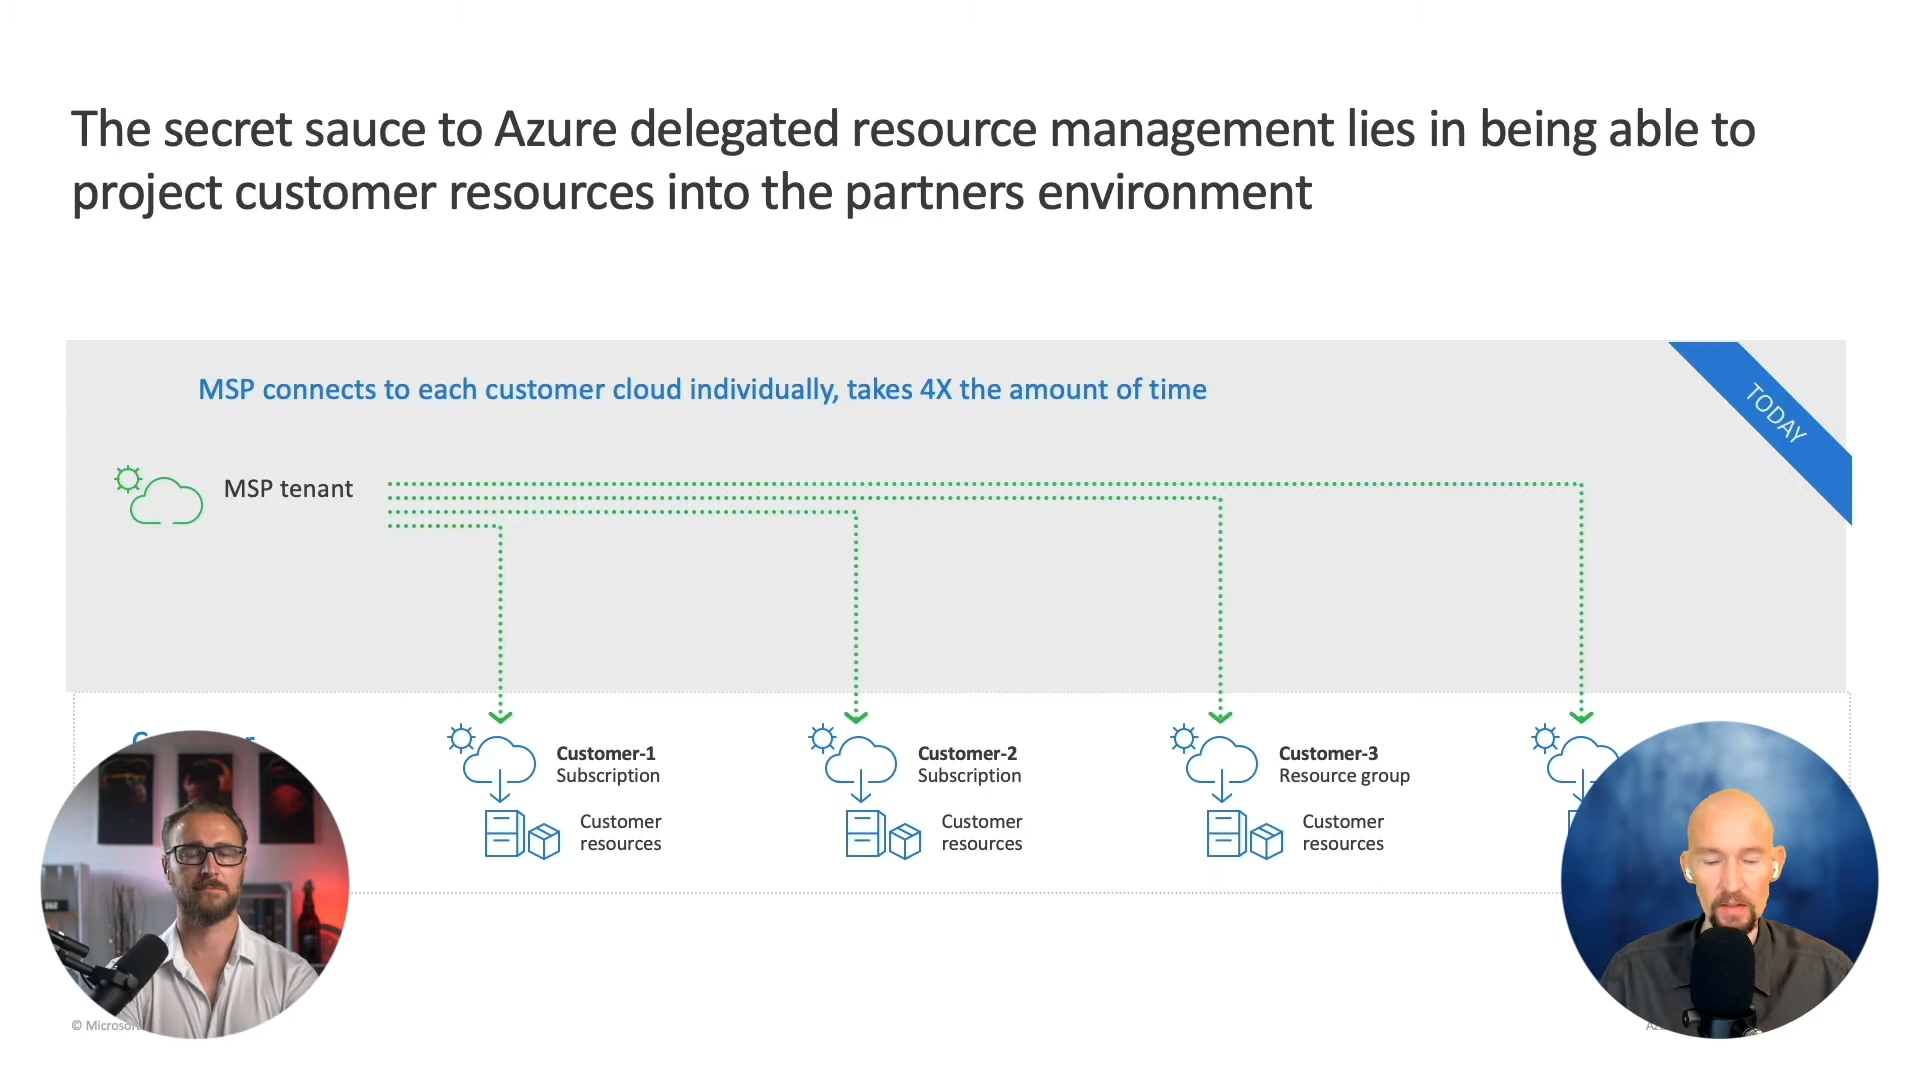 The secret sauce to Azure delegated resource management lies in being able to
project customer resources into the partners environment
MSP connects to each customer cloud individually, takes 4X the amount of time
TODAY
MSP tenant
Customer-1
Subscription
Customer
resources
Customer-2
Subscription
Customer
resources
Customer-3
Resource group
Customer
resources
© Microsoft